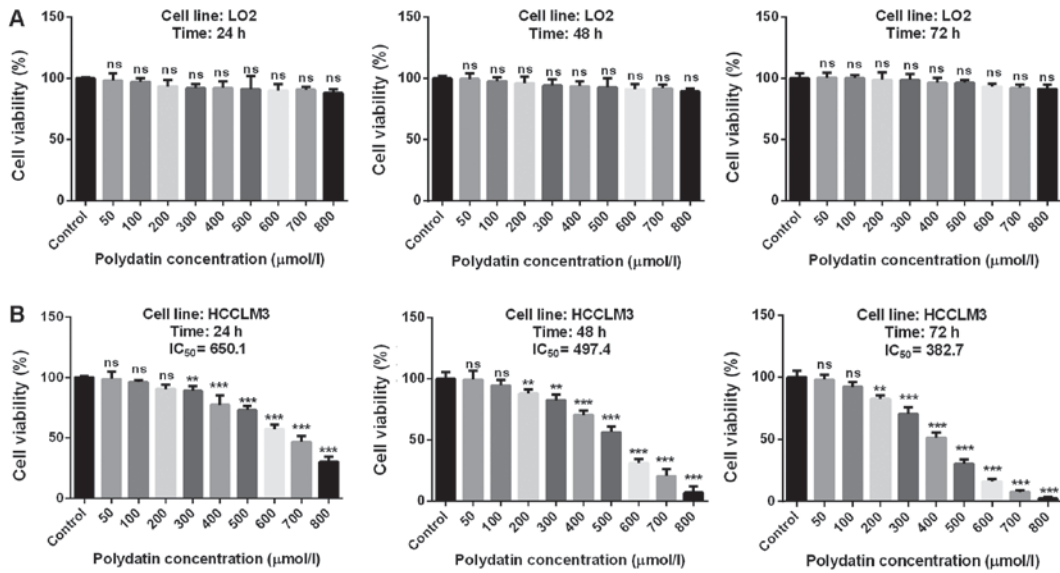 A
Cell line: LO2
Time: 24 h
Cell viability (%)
150
100
50
0
ns ns ns ns ns ns ns ns ns
Control 50 100 200 300 400 500 600 700 800
Polydatin concentration (μmol/l)
Cell line: LO2
Time: 48 h
Cell viability (%)
150
100
50
0
ns ns ns ns ns ns ns ns ns
Control 50 100 200 300 400 500 600 700 800
Polydatin concentration (μmol/l)
Cell line: LO2
Time: 72 h
Cell viability (%)
150
100
50
0
ns ns ns ns ns ns ns ns ns
Control 50 100 200 300 400 500 600 700 800
Polydatin concentration (μmol/l)
B
Cell line: HCCLM3
Time: 24 h
IC50= 650.1
Cell viability (%)
150
100
50
0
ns ns ns ** *** *** *** *** ***
Control 50 100 200 300 400 500 600 700 800
Polydatin concentration (μmol/l)
Cell line: HCCLM3
Time: 48 h
IC50= 497.4
Cell viability (%)
150
100
50
0
ns ns ** ** *** *** *** *** ***
Control 50 100 200 300 400 500 600 700 800
Polydatin concentration (μmol/l)
Cell line: HCCLM3
Time: 72 h
IC50= 382.7
Cell viability (%)
150
100
50
0
ns ns ** *** *** *** *** *** ***
Control 50 100 200 300 400 500 600 700 800
Polydatin concentration (μmol/l)